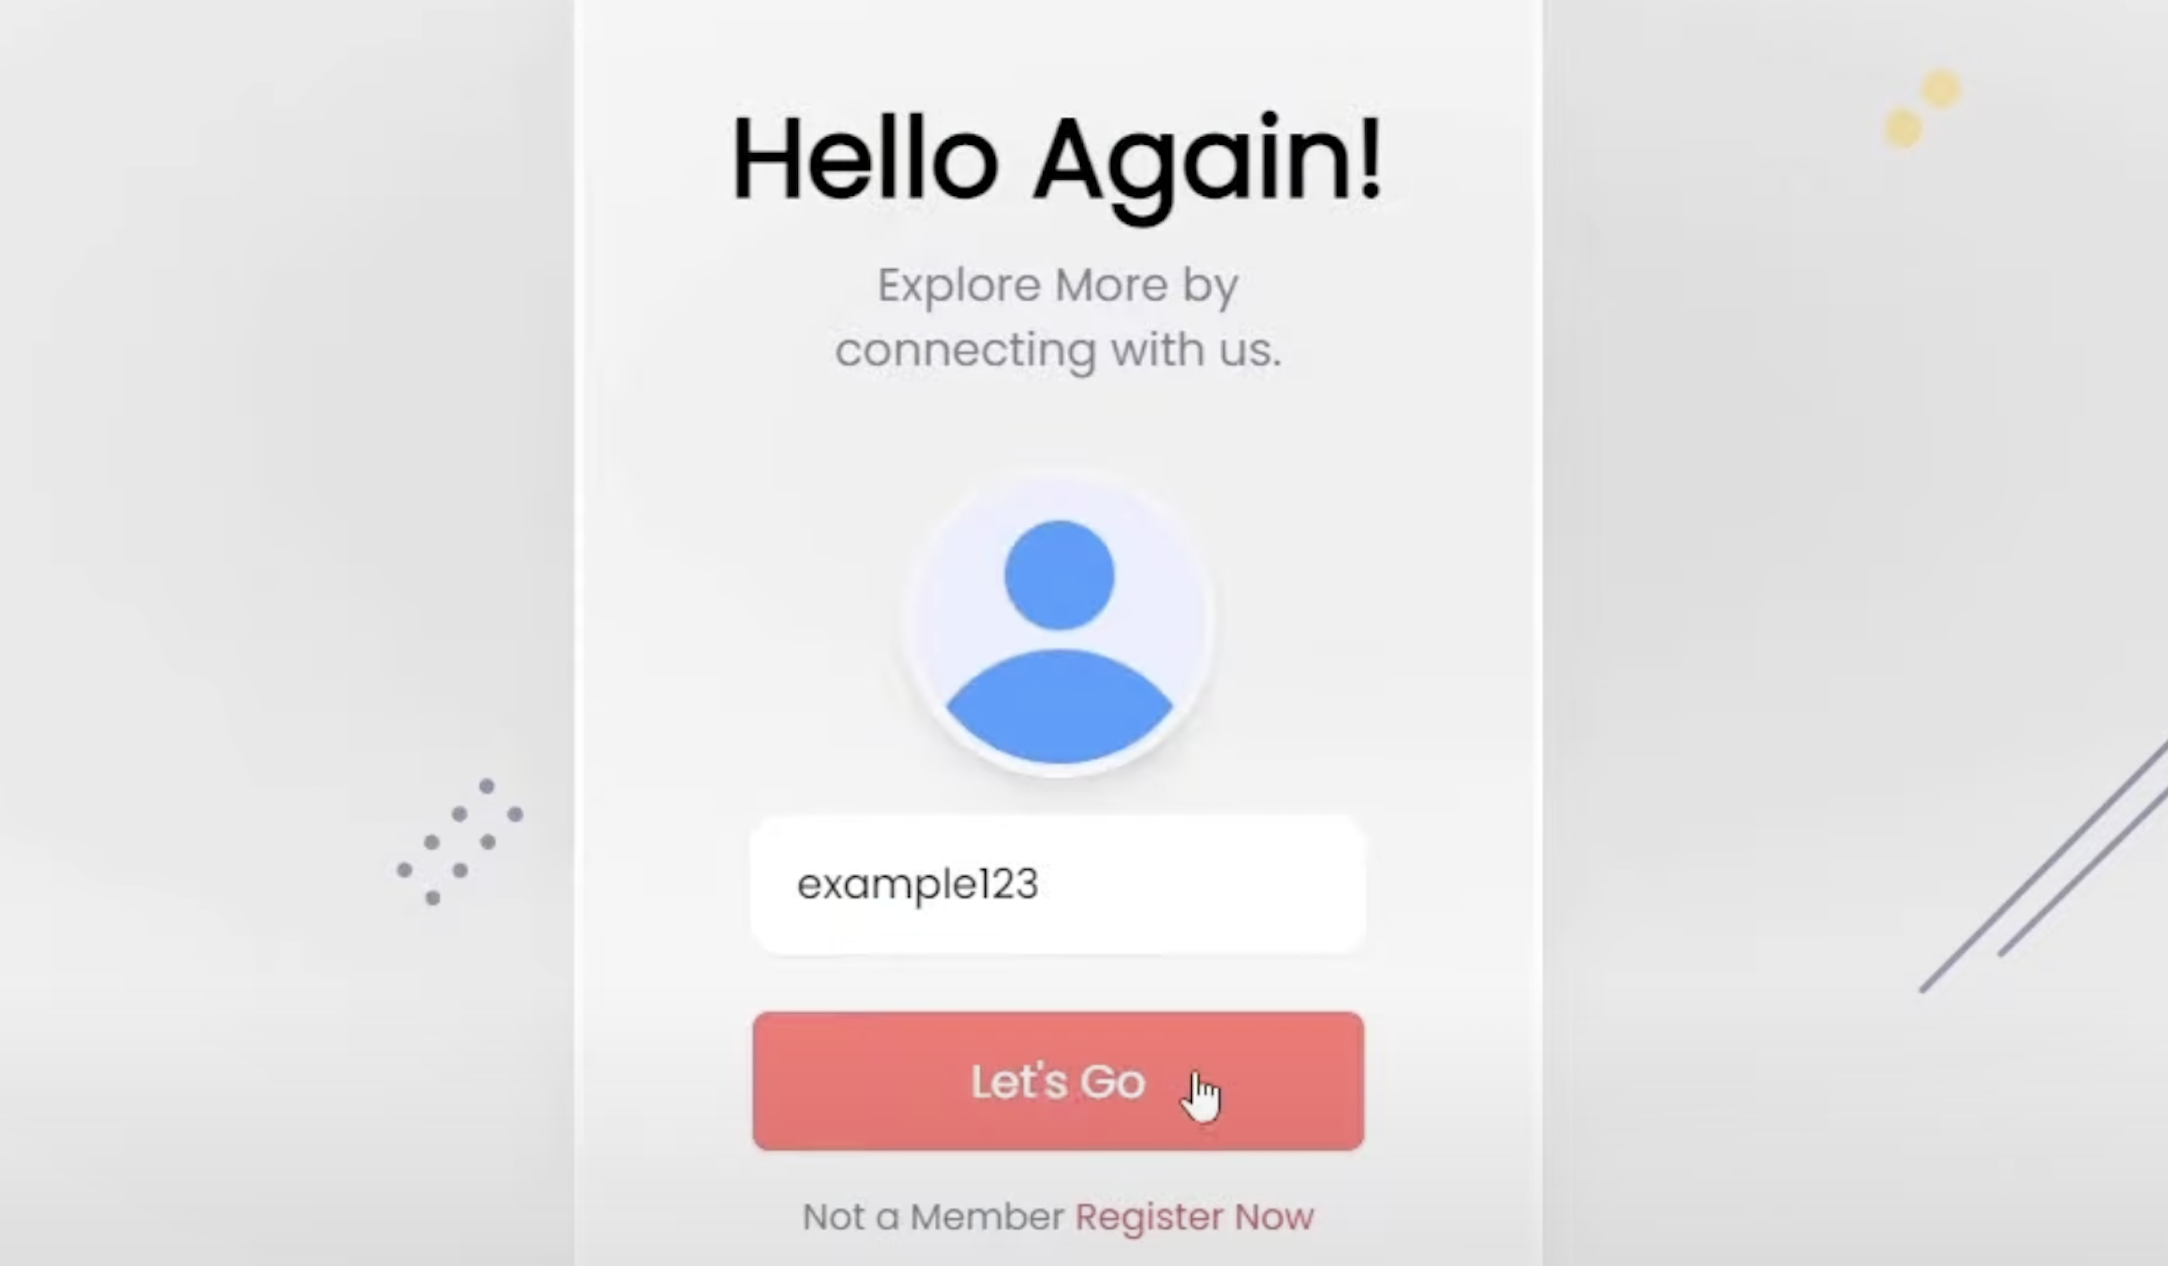 Hello Again!
Explore More by
connecting with us.
example123
Let's Go
Not a Member Register Now